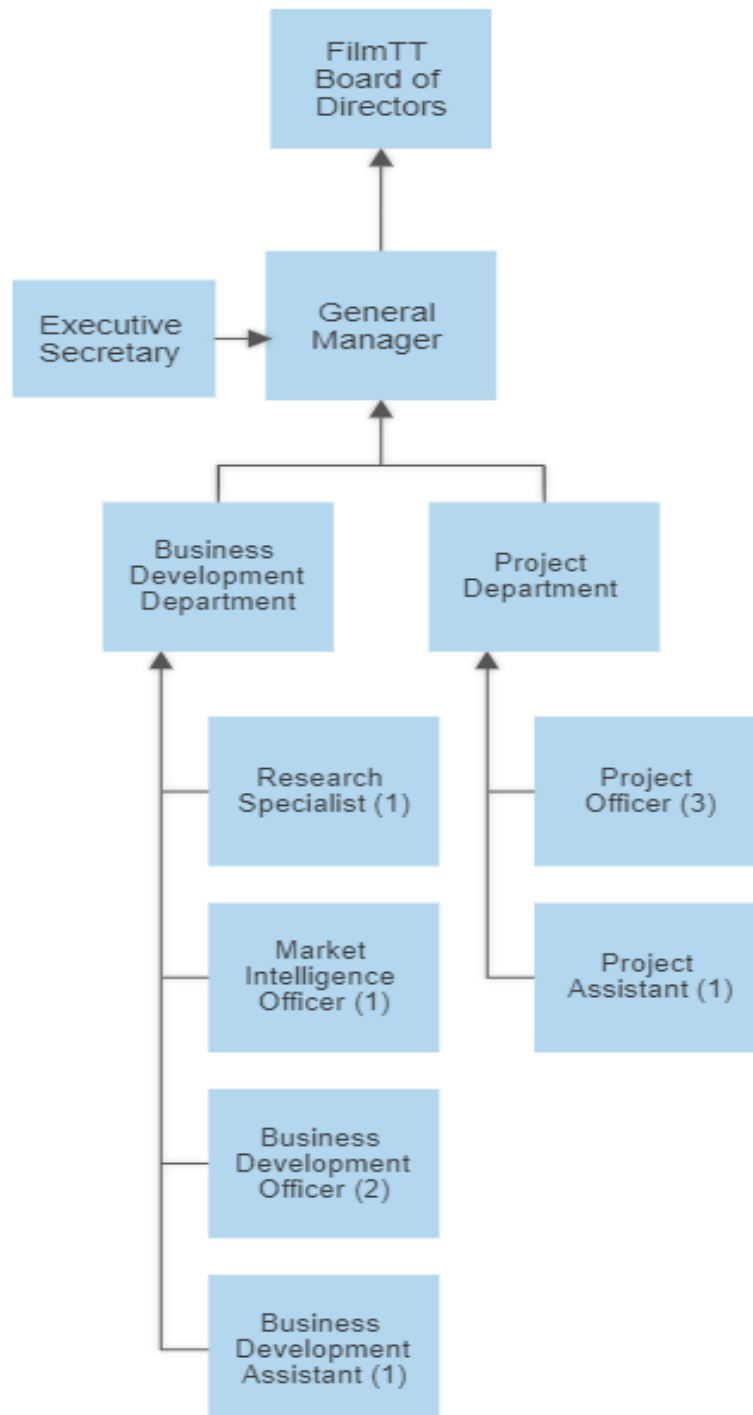 FilmTT
Board of
Directors
Executive
Secretary
General
Manager
Business
Development
Department
Project
Department
Research
Specialist (1)
Project
Officer (3)
Market
Intelligence
Officer (1)
Project
Assistant (1)
Business
Development
Officer (2)
Business
Development
Assistant (1)